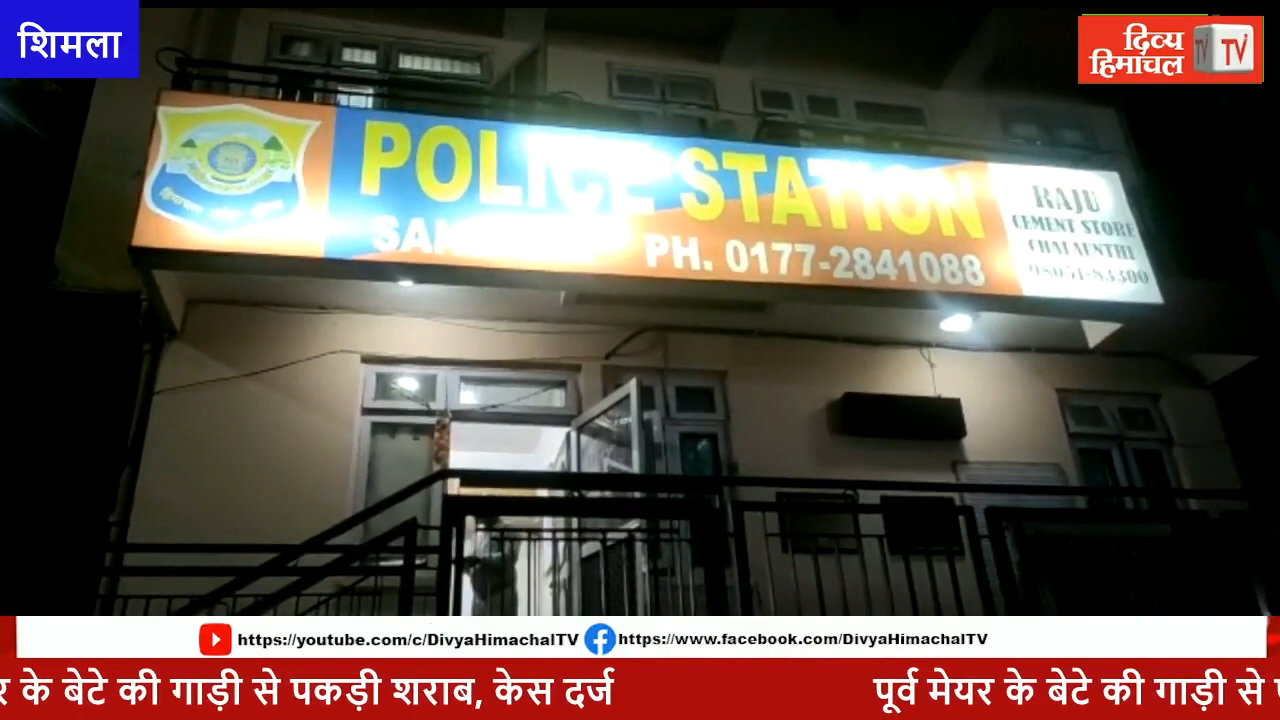 शिमला
दिव्य
हिमाचल
TV TV
POLICE STATION
PH. 0177-2841088
RAJU
CEMENT STORE
CHALAUNTHI
https://youtube.com/c/DivyaHimachalTV https://www.facebook.com/DivyaHimachalTV
र के बेटे की गाड़ी से पकड़ी शराब, केस दर्ज पूर्व मेयर के बेटे की गाड़ी से